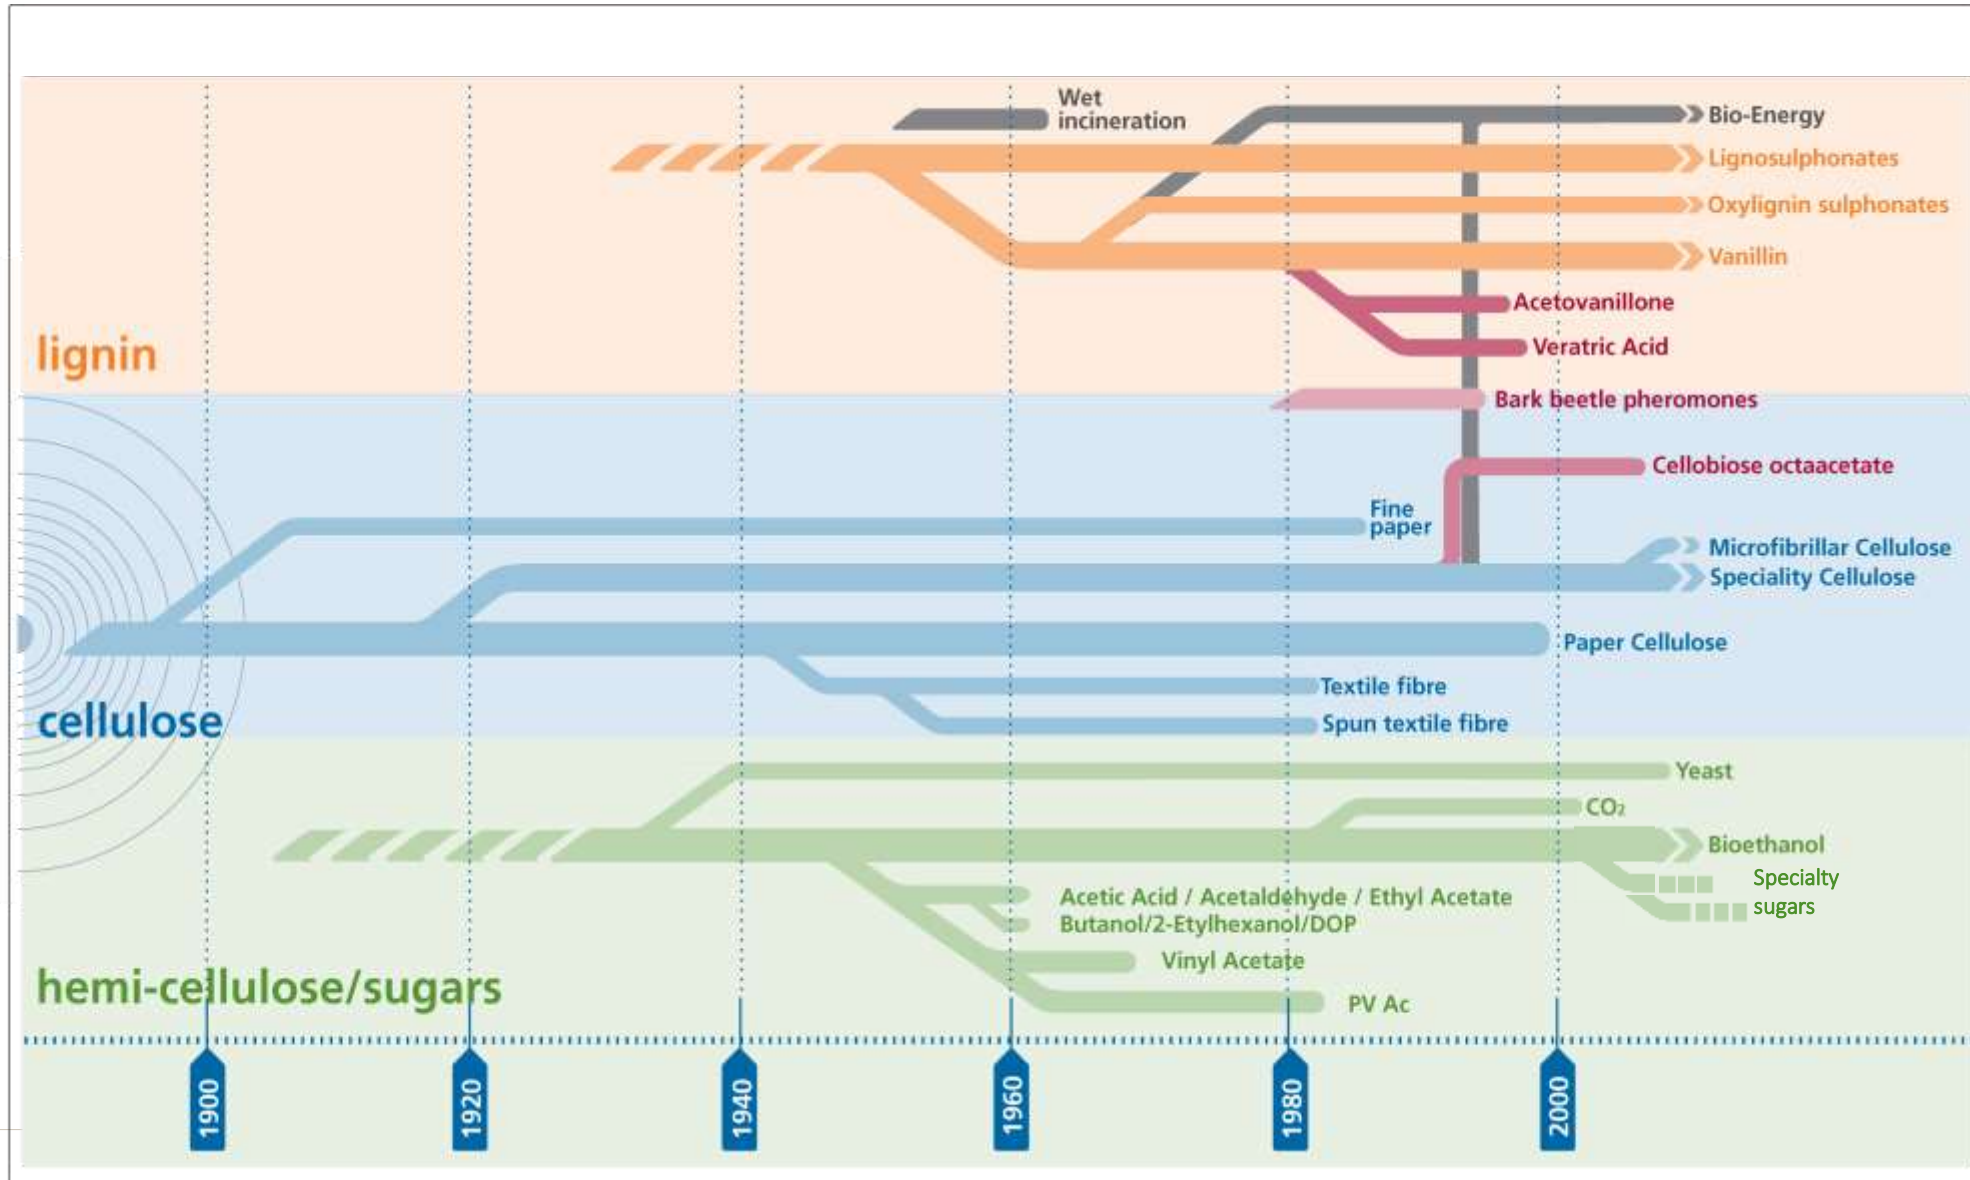 Wet
incineration
Bio-Energy
Lignosulphonates
Oxylignin sulphonates
Vanillin
Acetovanillone
Veratric Acid
lignin
Bark beetle pheromones
Cellobiose octaacetate
Fine
paper
Microfibrillar Cellulose
Speciality Cellulose
Paper Cellulose
Textile fibre
Spun textile fibre
cellulose
Yeast
CO₂
Bioethanol
Specialty
sugars
Acetic Acid / Acetaldehyde / Ethyl Acetate
Butanol/2-Etylhexanol/DOP
Vinyl Acetate
PV Ac
hemi-cellulose/sugars
1900
1920
1940
1960
1980
2000